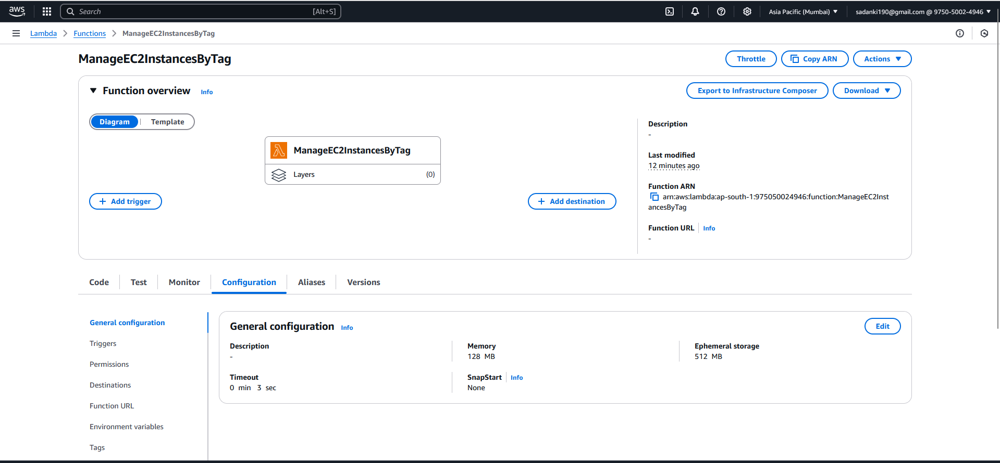 aws
Search
[Alt+S]
Asia Pacific (Mumbai)
sadanki190@gmail.com @ 9750-5002-4946
Lambda
Functions
ManageEC2InstancesByTag
ManageEC2InstancesByTag
Throttle
Copy ARN
Actions
Function overview
Info
Export to Infrastructure Composer
Download
Diagram
Template
ManageEC2InstancesByTag
Layers
(0)
Add trigger
Add destination
Description
-
Last modified
12 minutes ago
Function ARN
arn:aws:lambda:ap-south-1:975050024946:function:ManageEC2Inst
ancesByTag
Function URL
Info
-
Code
Test
Monitor
Configuration
Aliases
Versions
General configuration
Triggers
Permissions
Destinations
Function URL
Environment variables
Tags
General configuration
Info
Edit
Description
-
Memory
128 MB
Ephemeral storage
512 MB
Timeout
0 min 3 sec
SnapStart
Info
None